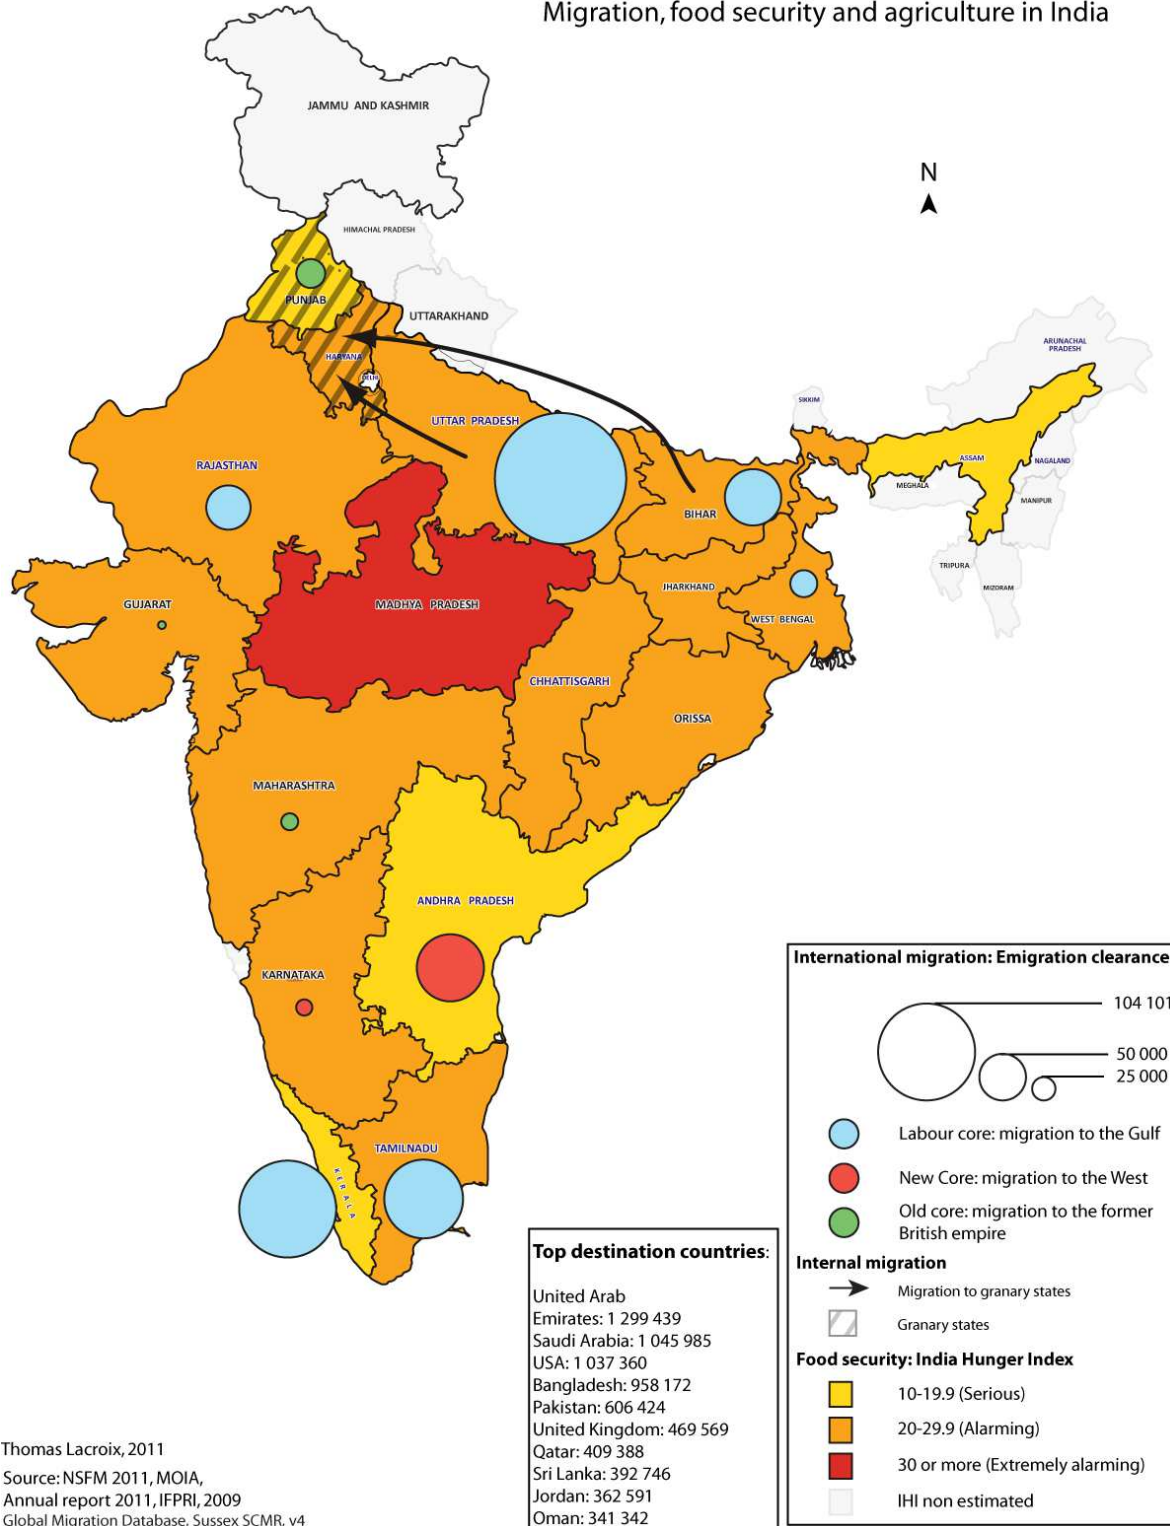 Migration, food security and agriculture in India
JAMMU AND KASHMIR
N
HIMACHAL PRADESH
PUNJAB
UTTARAKHAND
HARYANA
DELHI
ARUNACHAL
PRADESH
SIKKIM
UTTAR PRADESH
RAJASTHAN
ASSAM
NAGALAND
MEGHALA
MANIPUR
BIHAR
TRIPURA
MIZORAM
JHARKHAND
GUJARAT
MADHYA PRADESH
WEST BENGAL
CHHATTISGARH
ORISSA
MAHARASHTRA
ANDHRA PRADESH
KARNATAKA
TAMILNADU
KERALA
International migration: Emigration clearance
104 101
50 000
25 000
Labour core: migration to the Gulf
New Core: migration to the West
Old core: migration to the former
British empire
Internal migration
Migration to granary states
Granary states
Food security: India Hunger Index
10-19.9 (Serious)
20-29.9 (Alarming)
30 or more (Extremely alarming)
IHI non estimated
Top destination countries:
United Arab
Emirates: 1 299 439
Saudi Arabia: 1 045 985
USA: 1 037 360
Bangladesh: 958 172
Pakistan: 606 424
United Kingdom: 469 569
Qatar: 409 388
Sri Lanka: 392 746
Jordan: 362 591
Oman: 341 342
Thomas Lacroix, 2011
Source: NSFM 2011, MOIA,
Annual report 2011, IFPRI, 2009
Global Migration Database, Sussex SCMR, v4